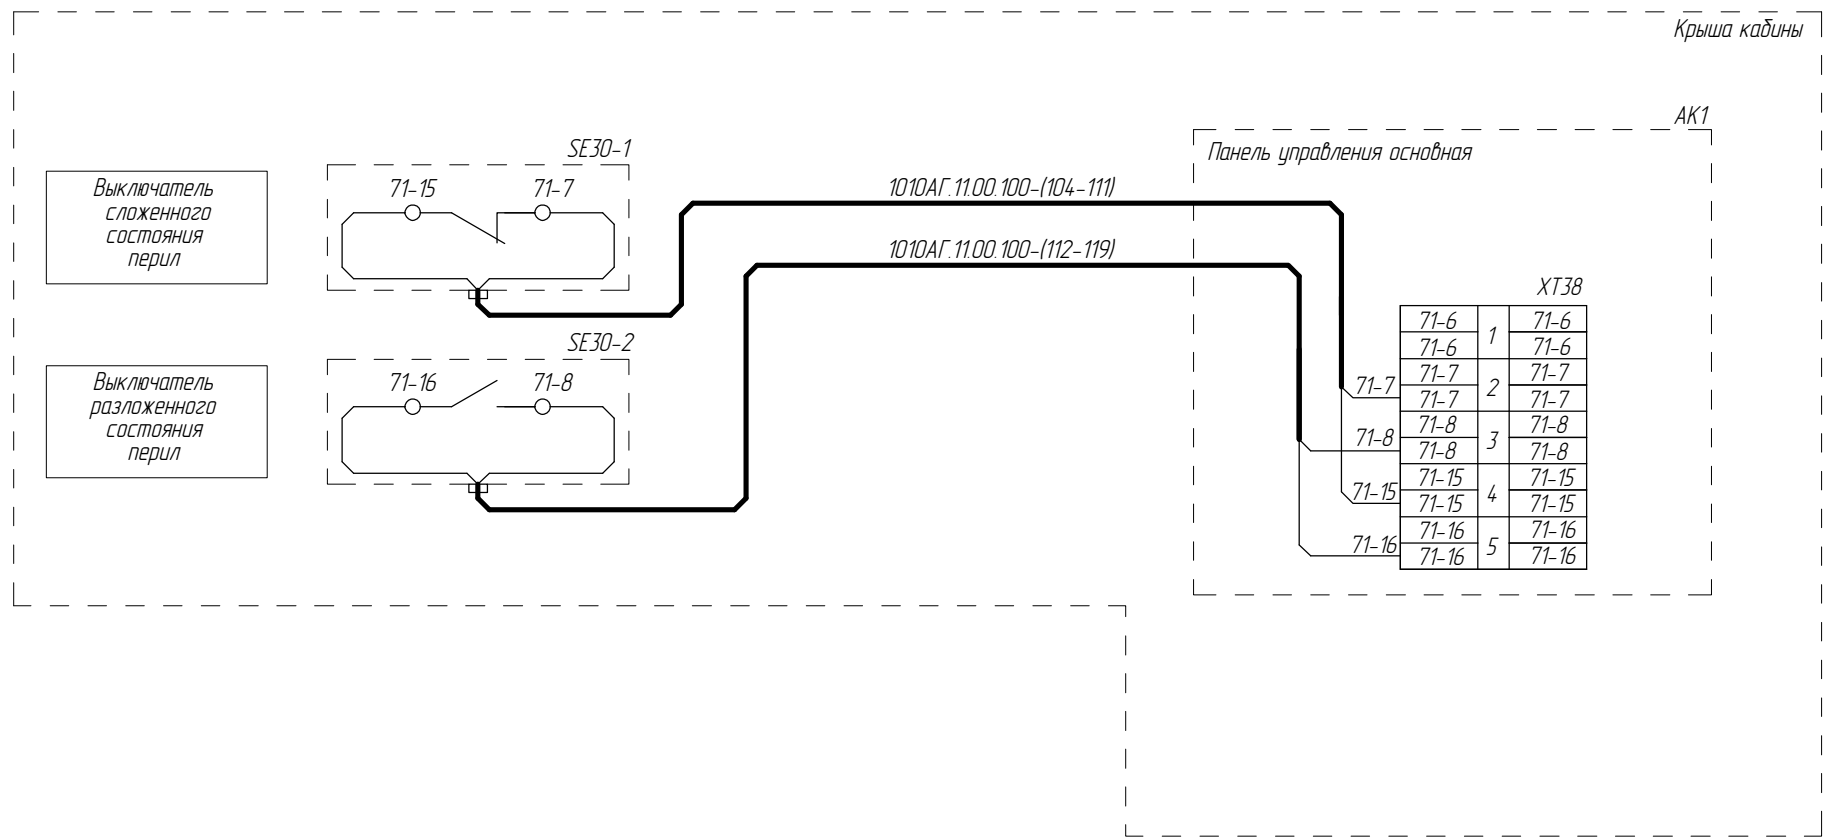 Крыша кабины
АК1
Панель управления основная
SE30-1
71-15 71-7
Выключатель
сложенного
состояния
перил
1010АГ.11.00.100-(104-111)
1010АГ.11.00.100-(112-119)
SE30-2
71-16 71-8
Выключатель
разложенного
состояния
перил
XT38
71-6 1 71-6
71-6 71-6
71-7 71-7 2 71-7
71-7 71-7
71-8 71-8 3 71-8
71-8 71-8
71-15 71-15 4 71-15
71-15 71-15
71-16 71-16 5 71-16
71-16 71-16